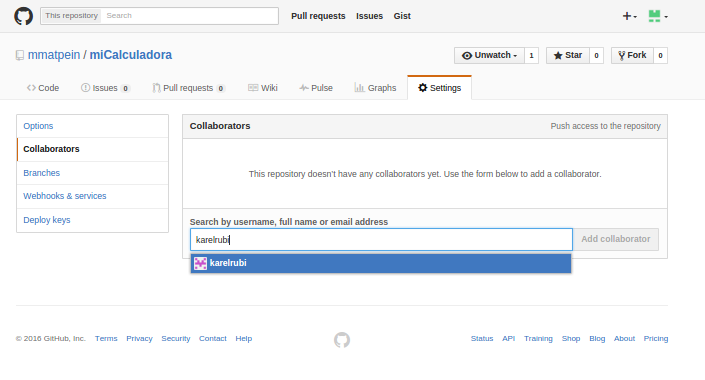 This repository Search Pull requests Issues Gist
mmatpein / miCalculadora Unwatch 1 Star 0 Fork 0
Code Issues 0 Pull requests 0 Wiki Pulse Graphs Settings
Options
Collaborators
Branches
Webhooks & services
Deploy keys
Collaborators Push access to the repository
This repository doesn't have any collaborators yet. Use the form below to add a collaborator.
Search by username, full name or email address
karelrubi Add collaborator
karelrubi
© 2016 GitHub, Inc. Terms Privacy Security Contact Help Status API Training Shop Blog About Pricing